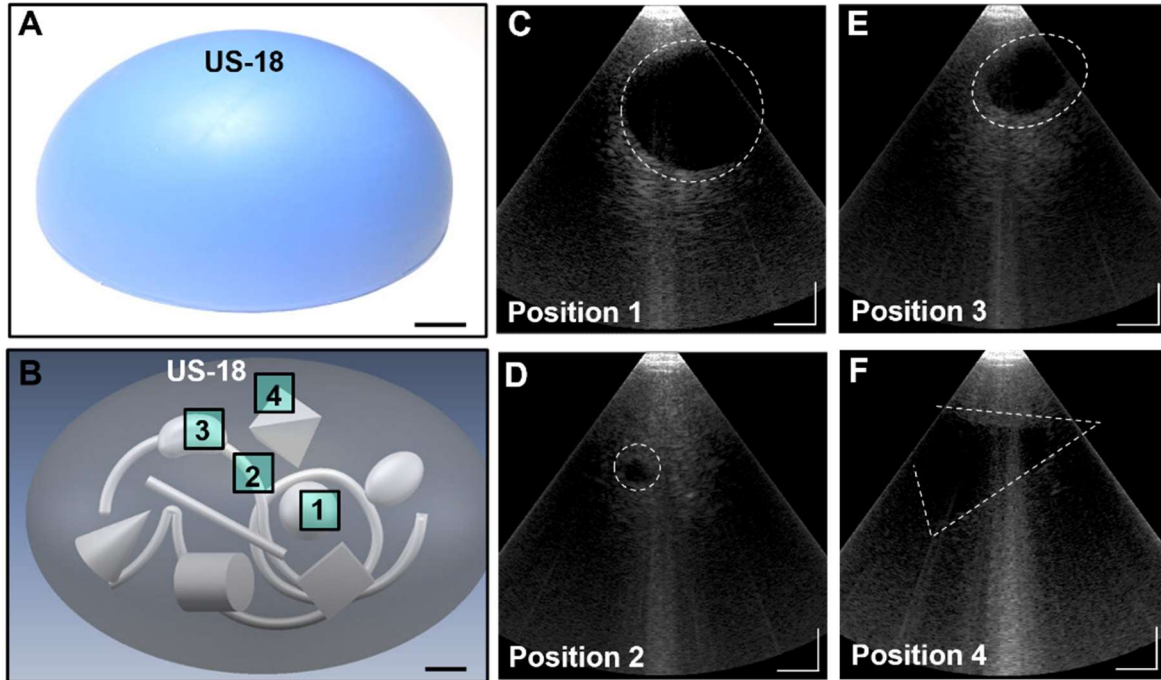 A
US-18
B
US-18
4
3
2
1
C
Position 1
D
Position 2
E
Position 3
F
Position 4